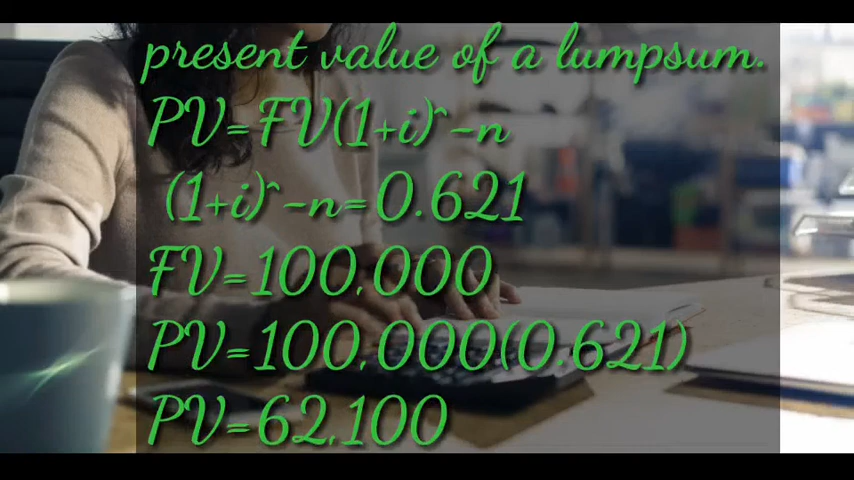 present value of a lumpsum.
PV=FV(1+i)^-n
(1+i)^-n=0.621
FV=100,000
PV=100,000(0.621)
PV=62,100